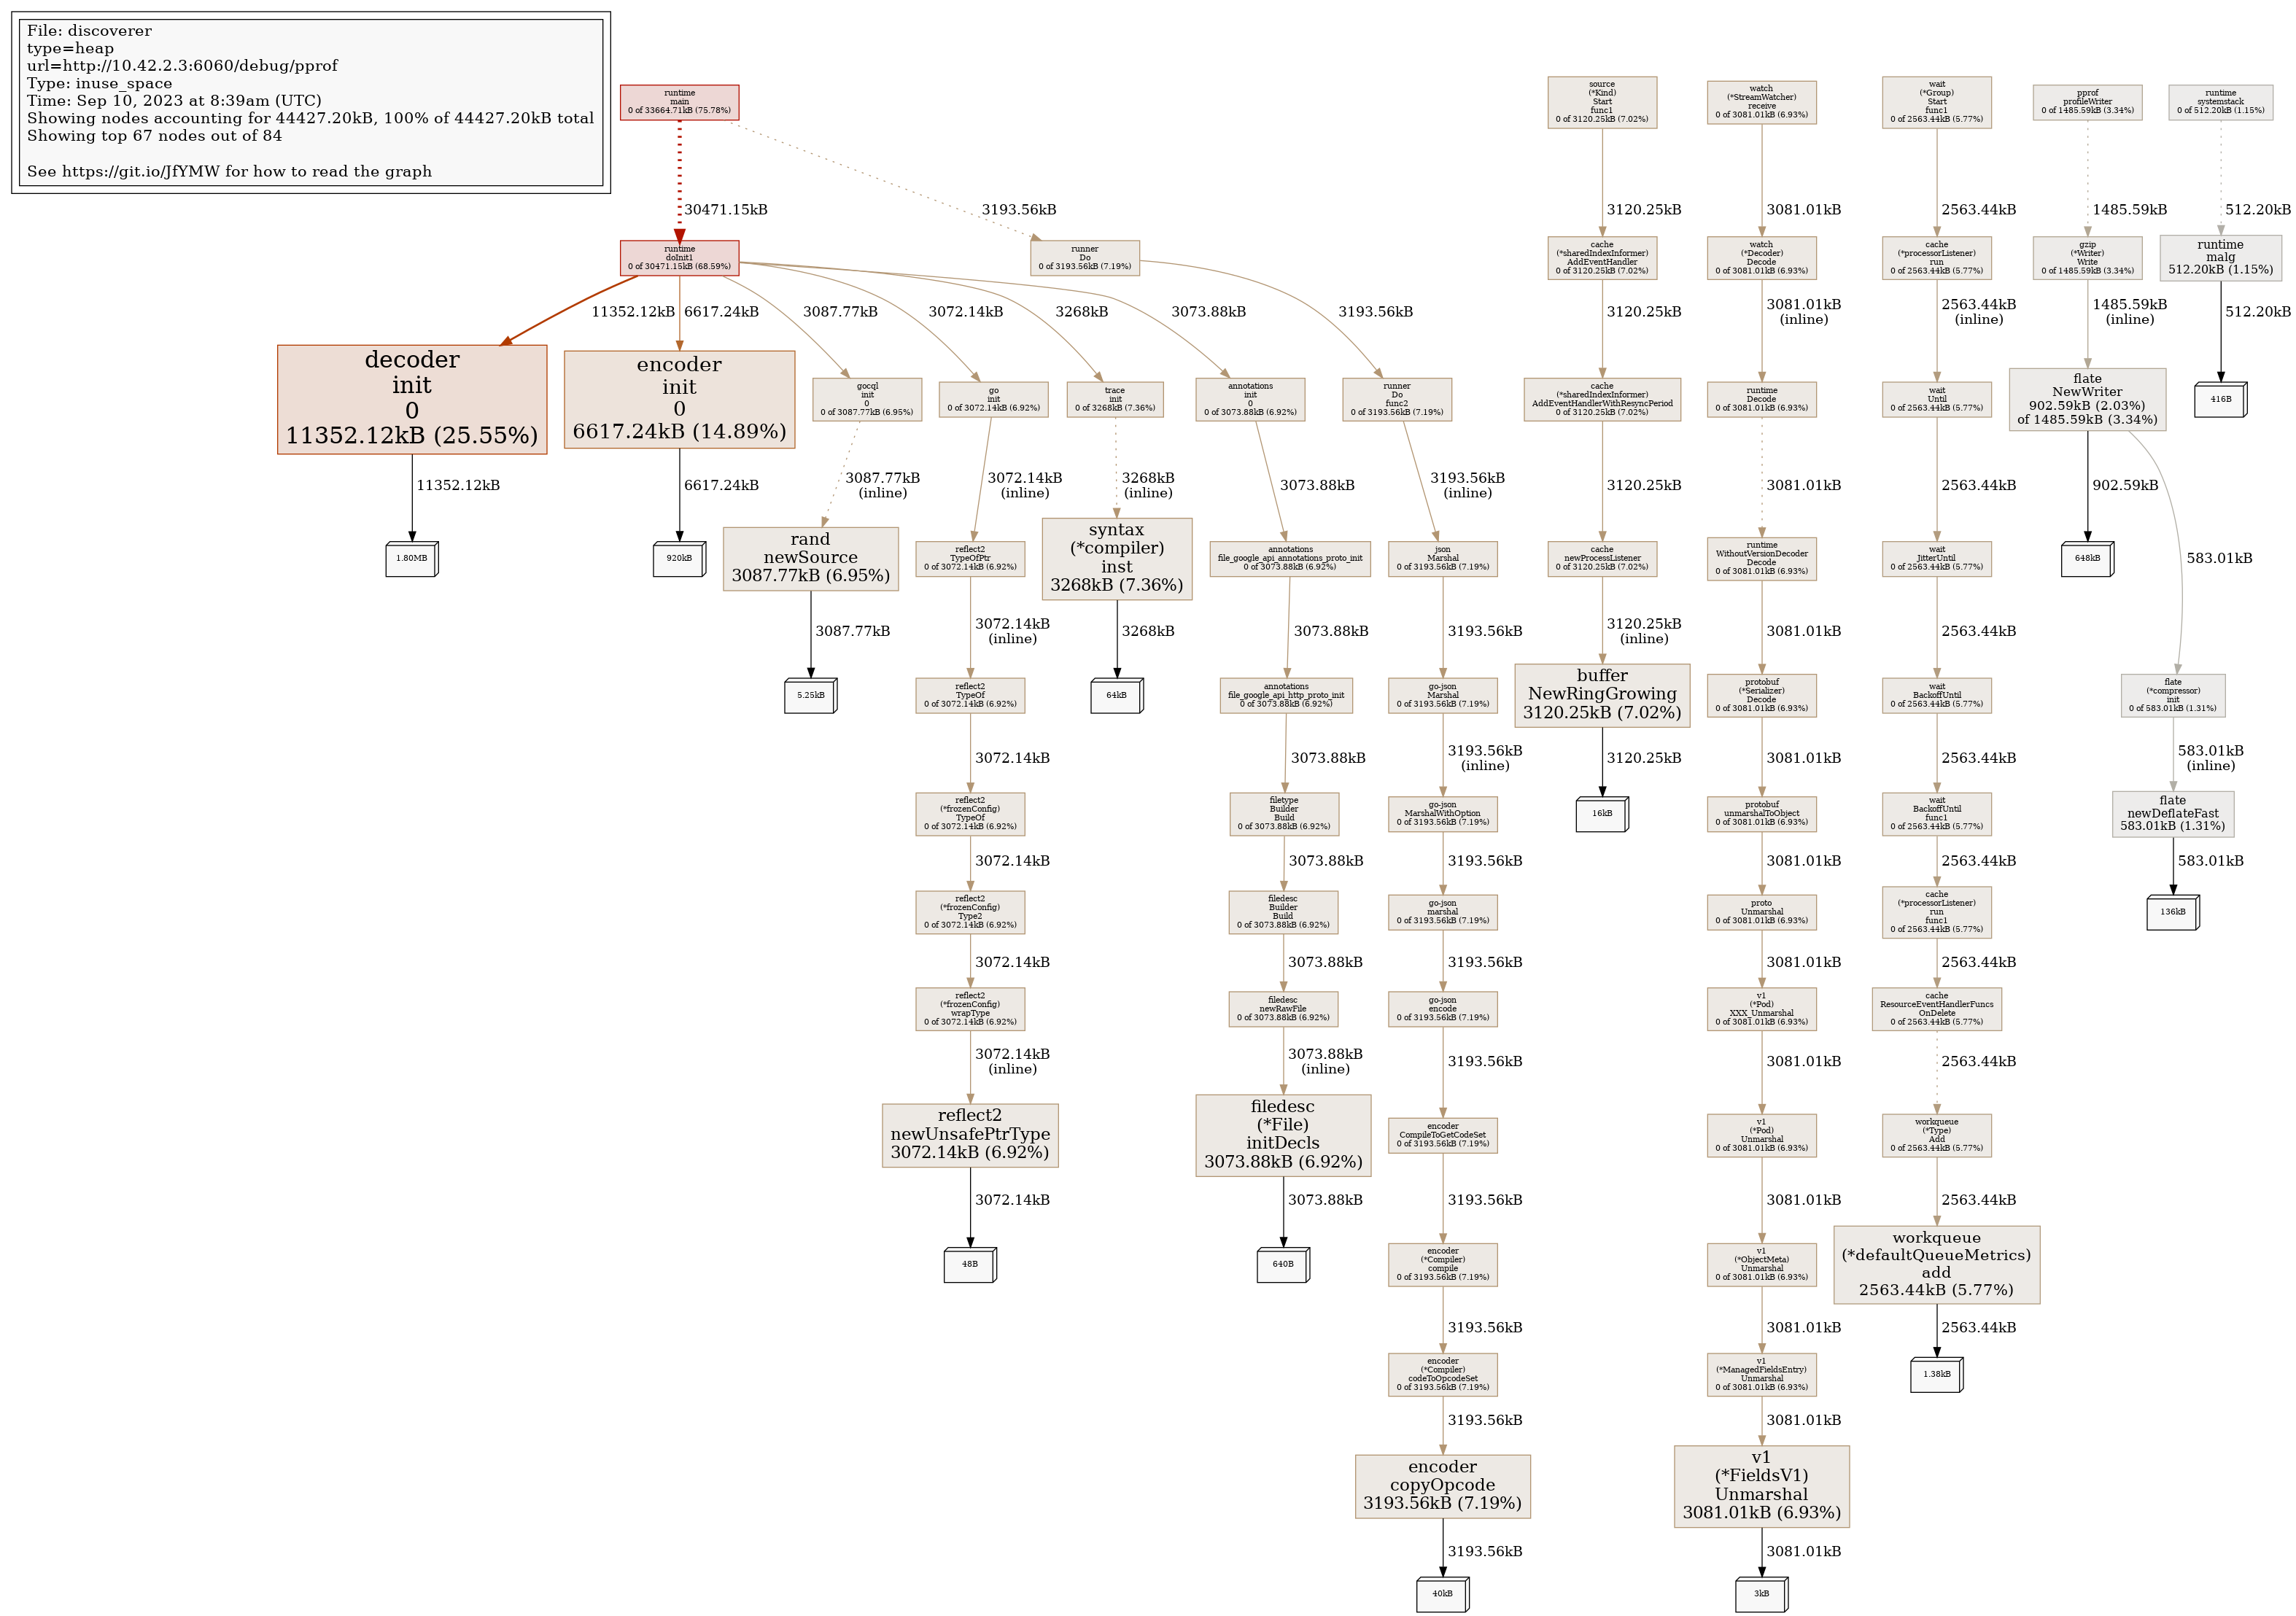 File: discoverer
type=heap
url=http://10.42.2.3:6060/debug/pprof
Type: inuse_space
Time: Sep 10, 2023 at 8:39am (UTC)
Showing nodes accounting for 44427.20kB, 100% of 44427.20kB total
Showing top 67 nodes out of 84
See https://git.io/JfYMW for how to read the graph
runtime
main
0 of 33664.71kB (75.78%)
30471.15kB
3193.56kB
runtime
doInit1
0 of 30471.15kB (68.59%)
runner
Do
0 of 3193.56kB (7.19%)
11352.12kB
6617.24kB
3087.77kB
3072.14kB
3268kB
3073.88kB
3193.56kB
decoder
init
0
11352.12kB (25.55%)
11352.12kB
1.80MB
encoder
init
0
6617.24kB (14.89%)
6617.24kB
920kB
gocql
init
0
0 of 3087.77kB (6.95%)
3087.77kB
(inline)
rand
newSource
3087.77kB (6.95%)
3087.77kB
5.25kB
go
init
0 of 3072.14kB (6.92%)
3072.14kB
(inline)
reflect2
TypeOfPtr
0 of 3072.14kB (6.92%)
3072.14kB
(inline)
reflect2
TypeOf
0 of 3072.14kB (6.92%)
3072.14kB
reflect2
(*frozenConfig)
TypeOf
0 of 3072.14kB (6.92%)
3072.14kB
reflect2
(*frozenConfig)
Type2
0 of 3072.14kB (6.92%)
3072.14kB
reflect2
(*frozenConfig)
wrapType
0 of 3072.14kB (6.92%)
3072.14kB
(inline)
reflect2
newUnsafePtrType
3072.14kB (6.92%)
3072.14kB
48B
trace
init
0 of 3268kB (7.36%)
3268kB
(inline)
syntax
(*compiler)
inst
3268kB (7.36%)
3268kB
64kB
annotations
init
0
0 of 3073.88kB (6.92%)
3073.88kB
annotations
file_google_api_annotations_proto_init
0 of 3073.88kB (6.92%)
3073.88kB
annotations
file_google_api_http_proto_init
0 of 3073.88kB (6.92%)
3073.88kB
filetype
Builder
Build
0 of 3073.88kB (6.92%)
3073.88kB
filedesc
Builder
Build
0 of 3073.88kB (6.92%)
3073.88kB
filedesc
newRawFile
0 of 3073.88kB (6.92%)
3073.88kB
(inline)
filedesc
(*File)
initDecls
3073.88kB (6.92%)
3073.88kB
640B
runner
Do
func2
0 of 3193.56kB (7.19%)
3193.56kB
(inline)
json
Marshal
0 of 3193.56kB (7.19%)
3193.56kB
go-json
Marshal
0 of 3193.56kB (7.19%)
3193.56kB
(inline)
go-json
MarshalWithOption
0 of 3193.56kB (7.19%)
3193.56kB
go-json
marshal
0 of 3193.56kB (7.19%)
3193.56kB
go-json
encode
0 of 3193.56kB (7.19%)
3193.56kB
encoder
CompileToGetCodeSet
0 of 3193.56kB (7.19%)
3193.56kB
encoder
(*Compiler)
compile
0 of 3193.56kB (7.19%)
3193.56kB
encoder
(*Compiler)
codeToOpcodeSet
0 of 3193.56kB (7.19%)
3193.56kB
encoder
copyOpcode
3193.56kB (7.19%)
3193.56kB
40kB
source
(*Kind)
Start
func1
0 of 3120.25kB (7.02%)
3120.25kB
cache
(*sharedIndexInformer)
AddEventHandler
0 of 3120.25kB (7.02%)
3120.25kB
cache
(*sharedIndexInformer)
AddEventHandlerWithResyncPeriod
0 of 3120.25kB (7.02%)
3120.25kB
cache
newProcessListener
0 of 3120.25kB (7.02%)
3120.25kB
(inline)
buffer
NewRingGrowing
3120.25kB (7.02%)
3120.25kB
16kB
watch
(*StreamWatcher)
receive
0 of 3081.01kB (6.93%)
3081.01kB
watch
(*Decoder)
Decode
0 of 3081.01kB (6.93%)
3081.01kB
(inline)
runtime
Decode
0 of 3081.01kB (6.93%)
3081.01kB
runtime
WithoutVersionDecoder
Decode
0 of 3081.01kB (6.93%)
3081.01kB
protobuf
(*Serializer)
Decode
0 of 3081.01kB (6.93%)
3081.01kB
protobuf
unmarshalToObject
0 of 3081.01kB (6.93%)
3081.01kB
proto
Unmarshal
0 of 3081.01kB (6.93%)
3081.01kB
v1
(*Pod)
XXX_Unmarshal
0 of 3081.01kB (6.93%)
3081.01kB
v1
(*Pod)
Unmarshal
0 of 3081.01kB (6.93%)
3081.01kB
v1
(*ObjectMeta)
Unmarshal
0 of 3081.01kB (6.93%)
3081.01kB
v1
(*ManagedFieldsEntry)
Unmarshal
0 of 3081.01kB (6.93%)
3081.01kB
v1
(*FieldsV1)
Unmarshal
3081.01kB (6.93%)
3081.01kB
3kB
wait
(*Group)
Start
func1
0 of 2563.44kB (5.77%)
2563.44kB
cache
(*processorListener)
run
0 of 2563.44kB (5.77%)
2563.44kB
(inline)
wait
Until
0 of 2563.44kB (5.77%)
2563.44kB
wait
JitterUntil
0 of 2563.44kB (5.77%)
2563.44kB
wait
BackoffUntil
0 of 2563.44kB (5.77%)
2563.44kB
wait
BackoffUntil
func1
0 of 2563.44kB (5.77%)
2563.44kB
cache
(*processorListener)
run
func1
0 of 2563.44kB (5.77%)
2563.44kB
cache
ResourceEventHandlerFuncs
OnDelete
0 of 2563.44kB (5.77%)
2563.44kB
workqueue
(*Type)
Add
0 of 2563.44kB (5.77%)
2563.44kB
workqueue
(*defaultQueueMetrics)
add
2563.44kB (5.77%)
2563.44kB
1.38kB
pprof
profileWriter
0 of 1485.59kB (3.34%)
1485.59kB
gzip
(*Writer)
Write
0 of 1485.59kB (3.34%)
1485.59kB
(inline)
flate
NewWriter
902.59kB (2.03%)
of 1485.59kB (3.34%)
902.59kB
648kB
583.01kB
flate
(*compressor)
init
0 of 583.01kB (1.31%)
583.01kB
(inline)
flate
newDeflateFast
583.01kB (1.31%)
583.01kB
136kB
runtime
systemstack
0 of 512.20kB (1.15%)
512.20kB
runtime
malg
512.20kB (1.15%)
512.20kB
416B